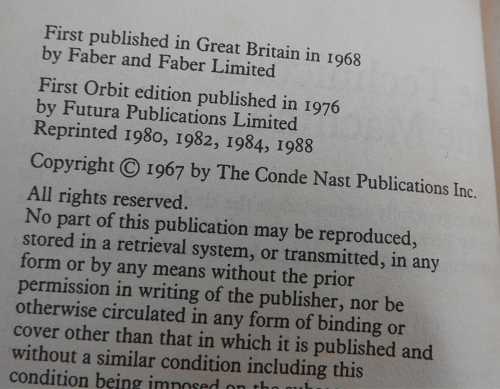 First published in Great Britain in 1968
by Faber and Faber Limited
First Orbit edition published in 1976
by Futura Publications Limited
Reprinted 1980, 1982, 1984, 1988
Copyright © 1967 by The Conde Nast Publications Inc.
All rights reserved.
No part of this publication may be reproduced,
stored in a retrieval system, or transmitted, in any
form or by any means without the prior
permission in writing of the publisher, nor be
otherwise circulated in any form of binding or
cover other than that in which it is published and
without a similar condition including this
condition being imposed on the